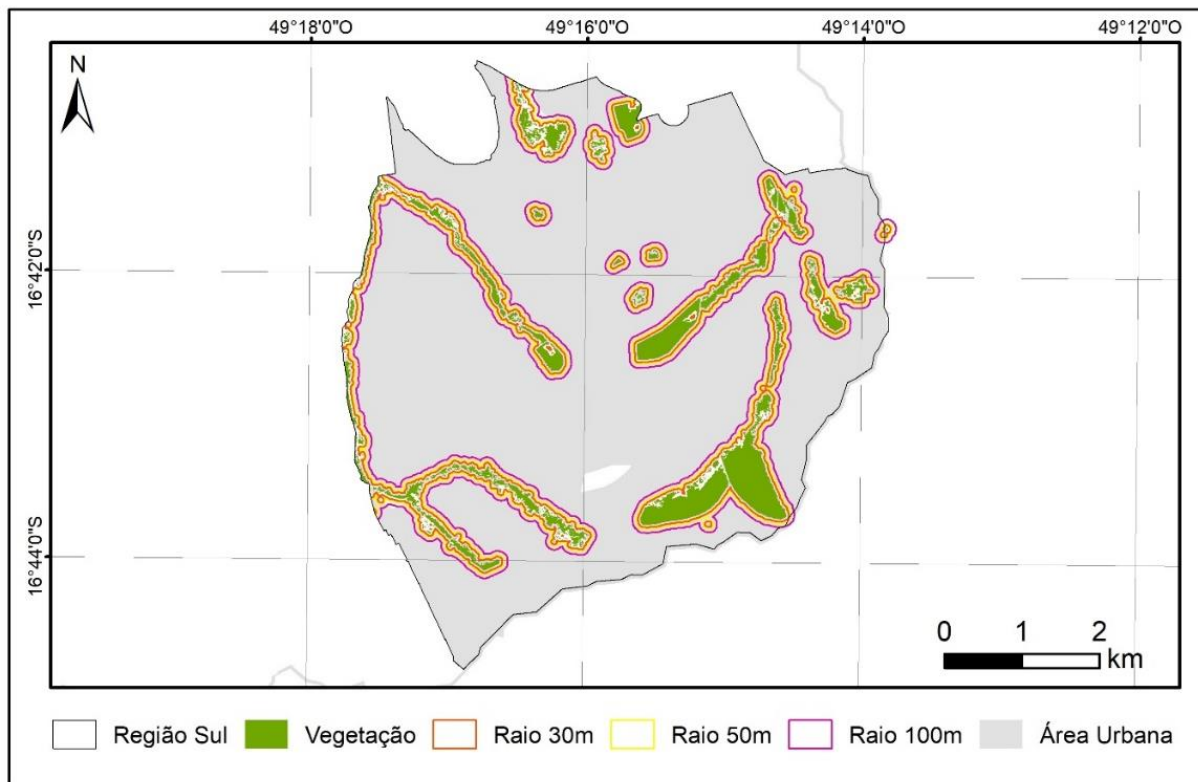 49°18'0"O 49°16'0"O 49°14'0"O 49°12'0"O
N
16°42'0"S
16°44'0"S
0 1 2
km
Região Sul Vegetação Raio 30m Raio 50m Raio 100m Área Urbana